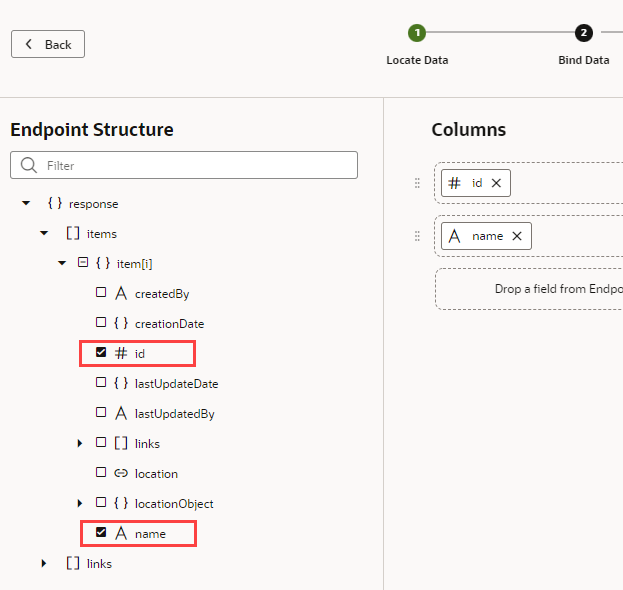 Back
1
2
Locate Data
Bind Data
Endpoint Structure
Filter
{ } response
[ ] items
{ } item[i]
A createdBy
{ } creationDate
# id
{ } lastUpdateDate
A lastUpdatedBy
[ ] links
location
{ } locationObject
A name
[ ] links
Columns
# id
A name
Drop a field from Endpo